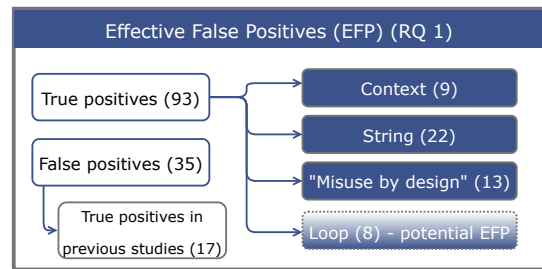 Effective False Positives (EFP) (RQ 1)
True positives (93)
False positives (35)
True positives in
previous studies (17)
Context (9)
String (22)
"Misuse by design" (13)
Loop (8) - potential EFP